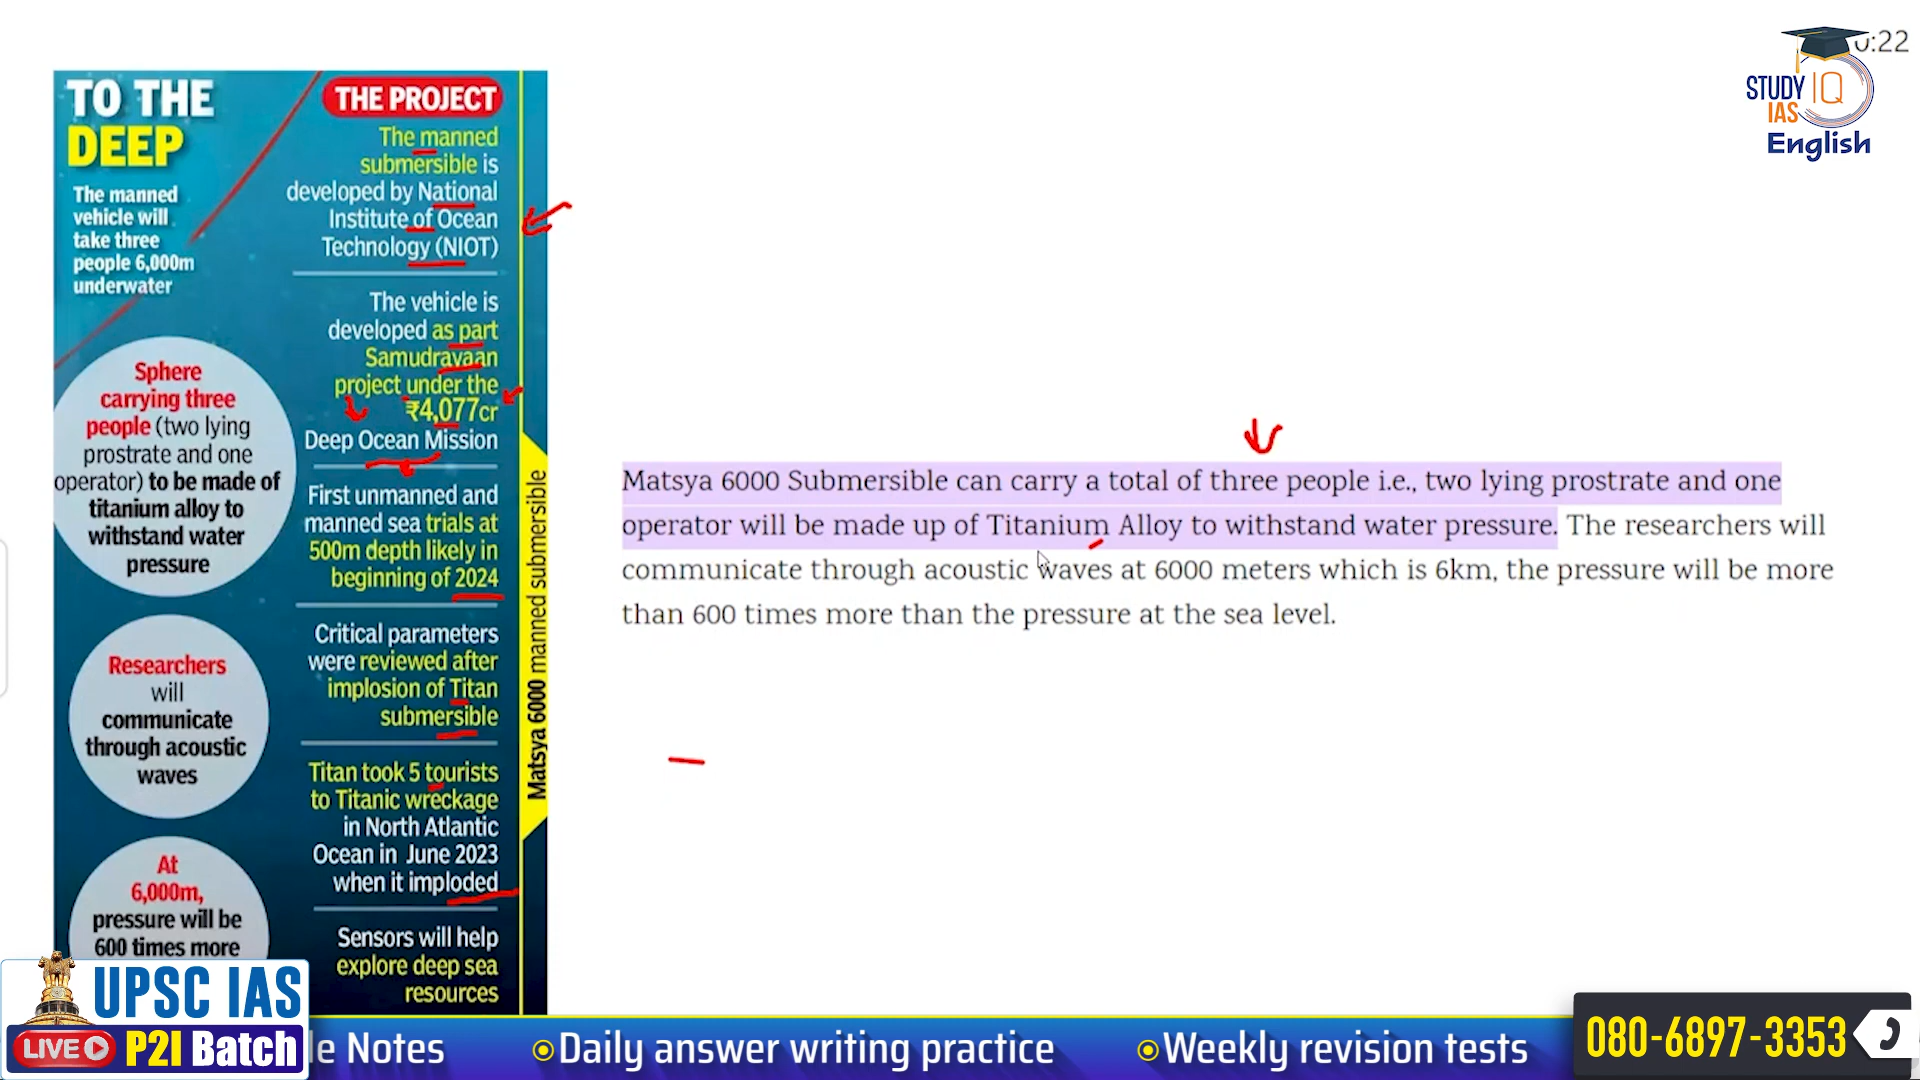 0:22
STUDY IQ
IAS
English
TO THE
DEEP
The manned
vehicle will
take three
people 6,000m
underwater
Sphere
carrying three
people (two lying
prostrate and one
operator) to be made of
titanium alloy to
withstand water
pressure
Researchers
will
communicate
through acoustic
waves
At
6,000m,
pressure will be
600 times more
THE PROJECT
The manned
submersible is
developed by National
Institute of Ocean
Technology (NIOT)
The vehicle is
developed as part
Samudrayaan
project under the
₹4,077cr
Deep Ocean Mission
First unmanned and
manned sea trials at
500m depth likely in
beginning of 2024
Critical parameters
were reviewed after
implosion of Titan
submersible
Titan took 5 tourists
to Titanic wreckage
in North Atlantic
Ocean in June 2023
when it imploded
Sensors will help
explore deep sea
resources
Matsya 6000 manned submersible
Matsya 6000 Submersible can carry a total of three people i.e., two lying prostrate and one
operator will be made up of Titanium Alloy to withstand water pressure. The researchers will
communicate through acoustic waves at 6000 meters which is 6km, the pressure will be more
than 600 times more than the pressure at the sea level.
UPSC IAS
LIVE P2I Batch
Notes
Daily answer writing practice
Weekly revision tests
080-6897-3353